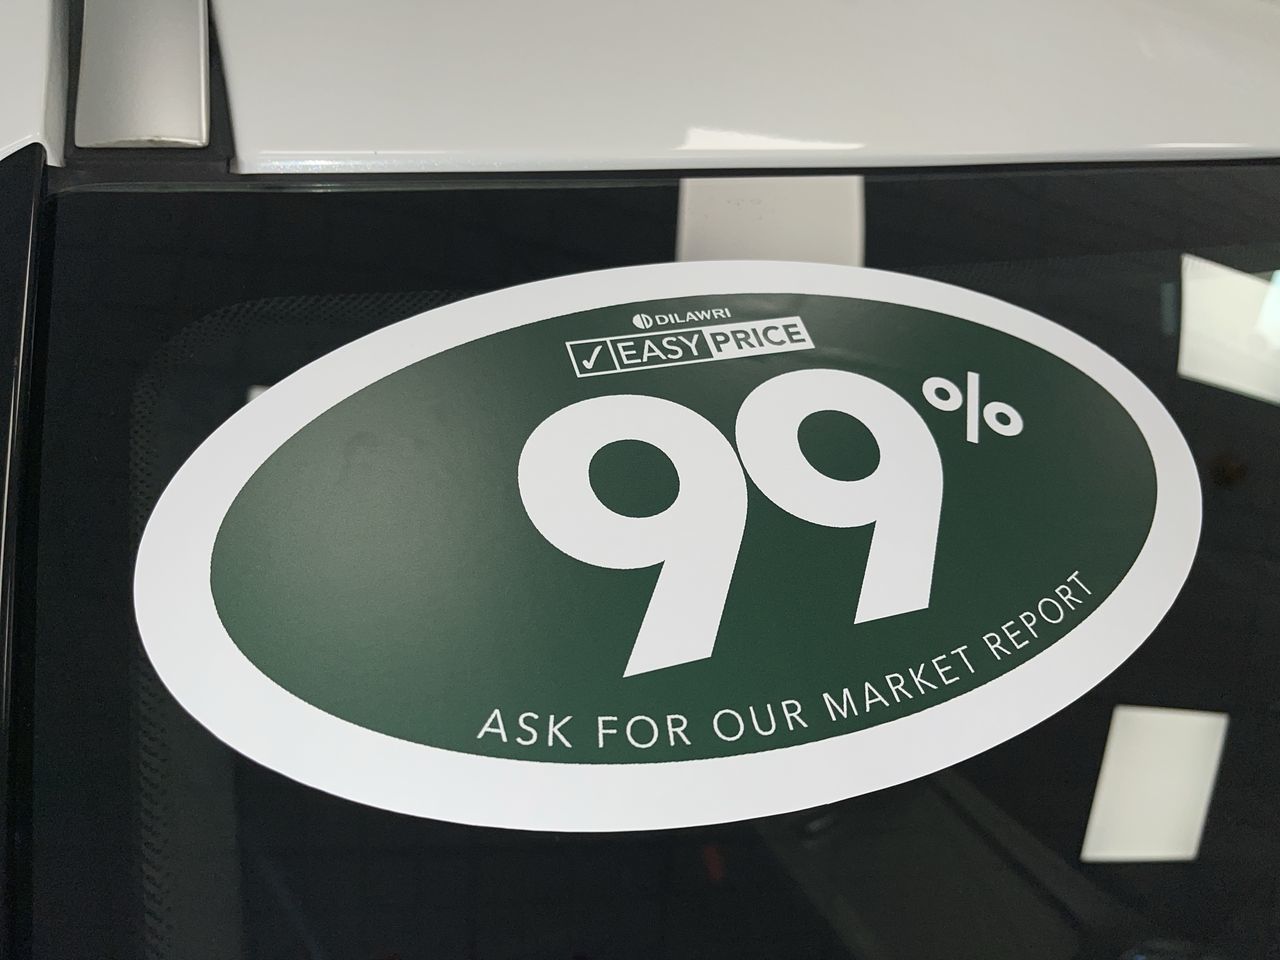 DILAWRI
✓ EASY PRICE
99%
ASK FOR OUR MARKET REPORT